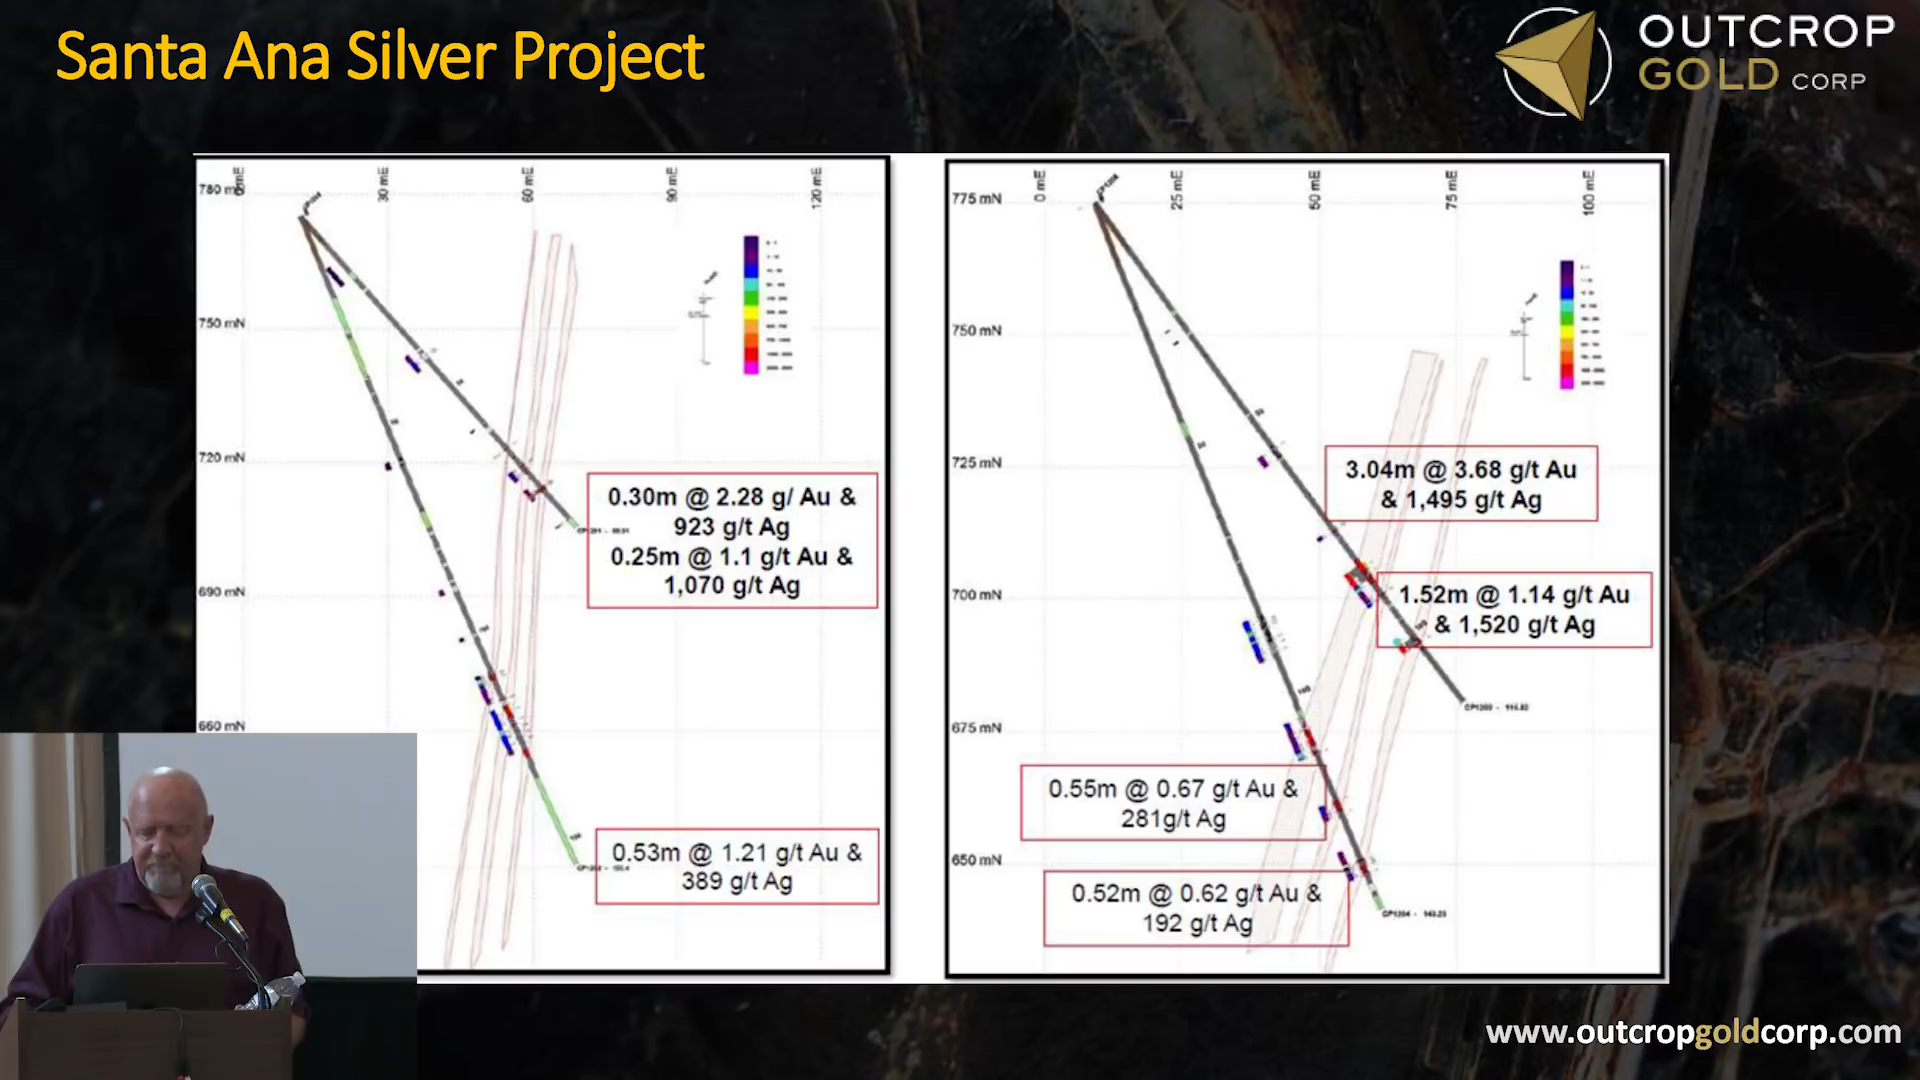 Santa Ana Silver Project
OUTCROP
GOLD CORP
780 mN
30 mE
60 mE
90 mE
120 mE
750 mN
720 mN
690 mN
660 mN
0.30m @ 2.28 g/ Au &
923 g/t Ag
0.25m @ 1.1 g/t Au &
1,070 g/t Ag
0.53m @ 1.21 g/t Au &
389 g/t Ag
0 mE
25 mE
50 mE
75 mE
100 mE
775 mN
750 mN
725 mN
700 mN
675 mN
650 mN
3.04m @ 3.68 g/t Au
& 1,495 g/t Ag
1.52m @ 1.14 g/t Au
& 1,520 g/t Ag
0.55m @ 0.67 g/t Au &
281g/t Ag
0.52m @ 0.62 g/t Au &
192 g/t Ag
www.outcropgoldcorp.com